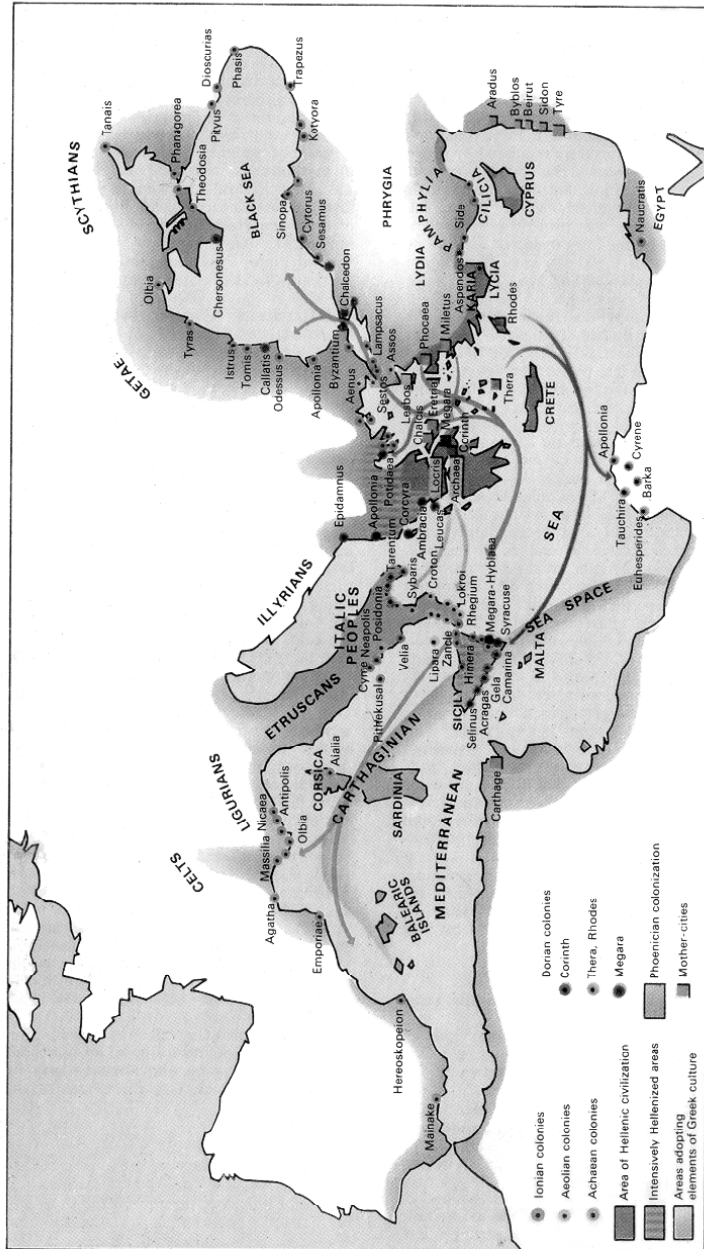 CELTS
LIGURIANS
ETRUSCANS
ITALIC
PEOPLES
ILLYRIANS
GETAE
SCYTHIANS
Mainake
Hereoskopeion
Emporiae
Agatha
Massilia
Nicaea
Antipolis
Olbia
CORSICA
Alalia
SARDINIA
BALEARIC
ISLANDS
MEDITERRANEAN
SEA
CARTHAGINIAN
SEA SPACE
Carthage
Cyme
Neapolis
Pithekusai
Posidonia
Velia
Tarentum
Sybaris
Croton
Lokroi
Rhegium
Lipara
Zancle
Himera
SICILY
Selinus
Acragas
Gela
Camarina
Megara-Hyblaea
Syracuse
MALTA
Epidamnus
Apollonia
Corcyra
Ambracia
Leucas
Potidaea
Locris
Archaea
Chalcis
Eretria
Megara
Corinth
Lesbos
Sestos
Aenus
Lampsacus
Assos
Phocaea
Miletus
Byzantium
Chalcedon
Apollonia
Odessus
Callatis
Tomis
Istrus
Tyras
Olbia
Chersonesus
Theodosia
Phanagorea
Tanais
Pityus
Dioscurias
Phasis
Trapezus
Kotyora
Sinopa
Cytorus
Sesamus
BLACK SEA
PHRYGIA
LYDIA
PAMPHYLIA
KARIA
LYCIA
CILICIA
Aspendos
Side
CYPRUS
Rhodes
Thera
CRETE
Aradus
Byblos
Beirut
Sidon
Tyre
Naucratis
EGYPT
Apollonia
Cyrene
Barka
Tauchira
Euhesperides
Ionian colonies
Aeolian colonies
Achaean colonies
Area of Hellenic civilization
Intensively Hellenized areas
Areas adopting
elements of Greek culture
Dorian colonies
Corinth
Thera, Rhodes
Megara
Phoenician colonization
Mother-cities